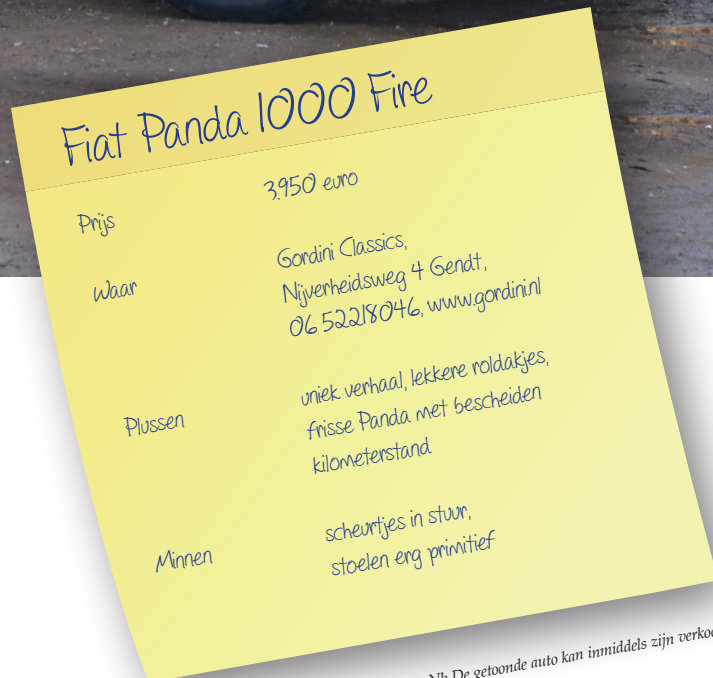 Fiat Panda 1000 Fire
Prijs 3.950 euro
Waar Gordini Classics,
Nijverheidsweg 4 Gendt,
06 52218046, www.gordini.nl
Plussen uniek verhaal, lekkere roldakjes,
frisse Panda met bescheiden
kilometerstand
Minnen scheurtjes in stuur,
stoelen erg primitief
Nb De getoonde auto kan inmiddels zijn